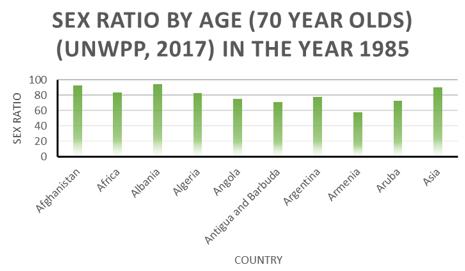 SEX RATIO BY AGE (70 YEAR OLDS)
(UNWPP, 2017) IN THE YEAR 1985
SEX RATIO
100
80
60
40
20
0
Afghanistan
Africa
Albania
Algeria
Angola
Antigua and Barbuda
Argentina
Armenia
Aruba
Asia
COUNTRY